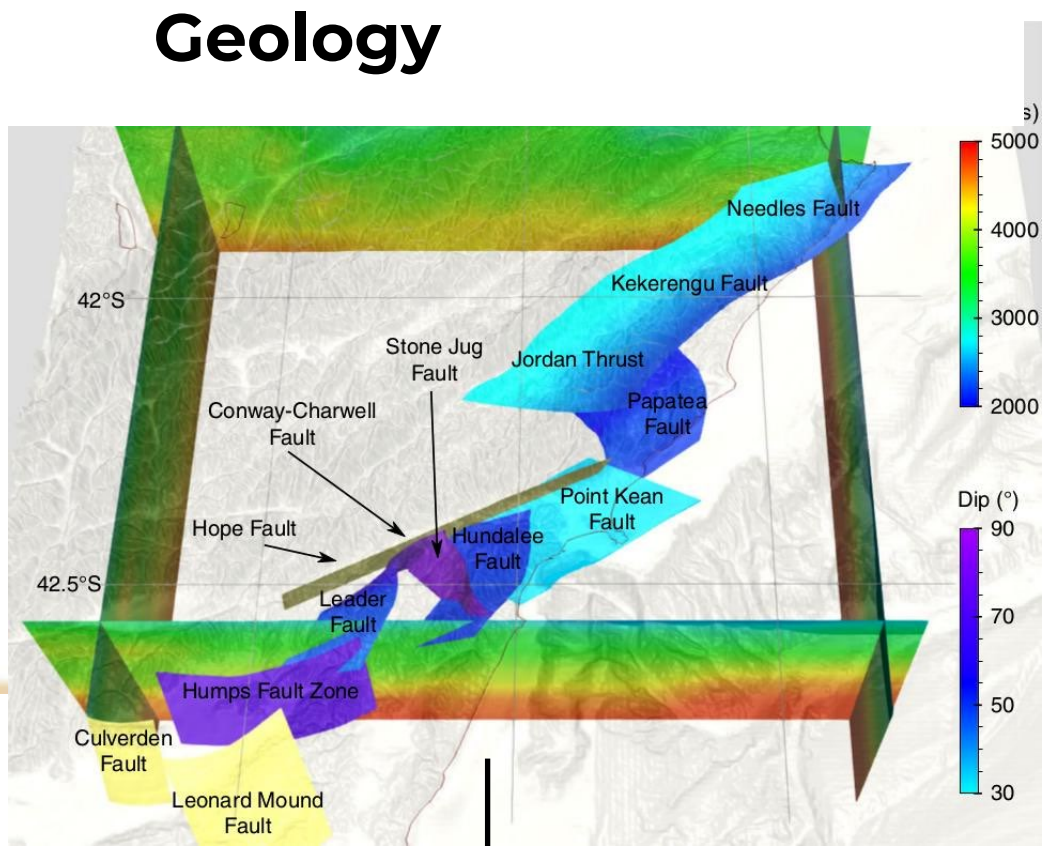 Geology
s)
5000
4000
3000
2000
Needles Fault
Kekerengu Fault
42°S
Stone Jug
Fault
Jordan Thrust
Conway-Charwell
Fault
Papatea
Fault
Point Kean
Fault
Hope Fault
Hundalee
Fault
42.5°S
Leader
Fault
Humps Fault Zone
Culverden
Fault
Leonard Mound
Fault
Dip (°)
90
70
50
30